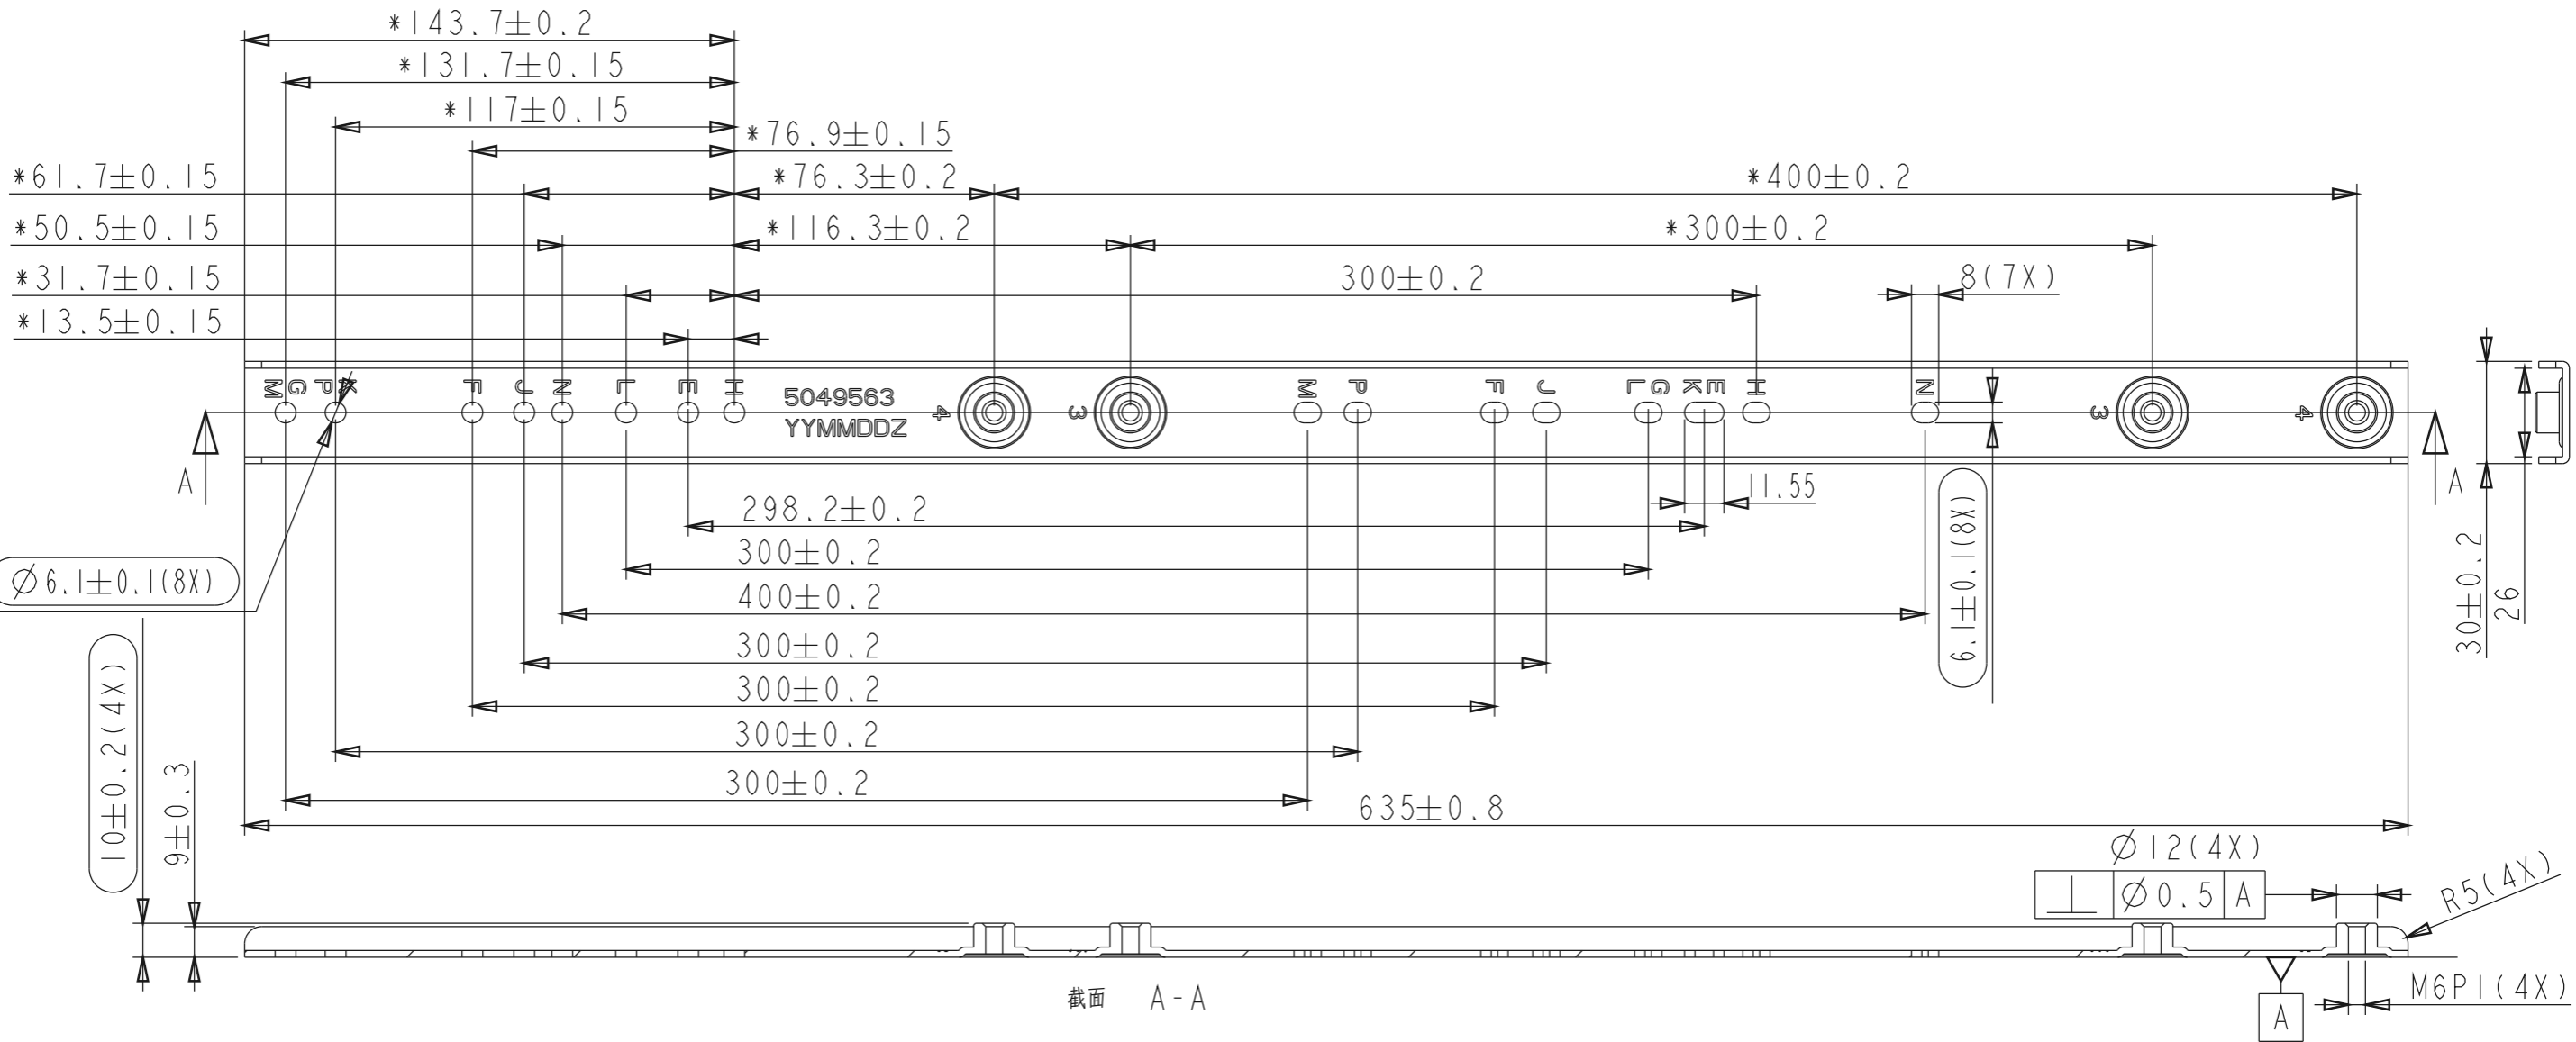 *143.7±0.2
*131.7±0.15
*117±0.15
*76.9±0.15
*61.7±0.15
*76.3±0.2
*400±0.2
*50.5±0.15
*116.3±0.2
*300±0.2
*31.7±0.15
300±0.2
8(7X)
*13.5±0.15
M G P K F J N L E H
5049563
YYMMDDZ
4 3 M P F J L G K E H N 3 4
A A
298.2±0.2
11.55
300±0.2
Ø6.1±0.1(8X)
400±0.2
6.1±0.1(8X)
30±0.2
26
300±0.2
300±0.2
300±0.2
300±0.2
10±0.2(4X)
9±0.3
635±0.8
Ø12(4X)
⊥ Ø0.5 A
R5(4X)
截面 A-A
A
M6P1(4X)